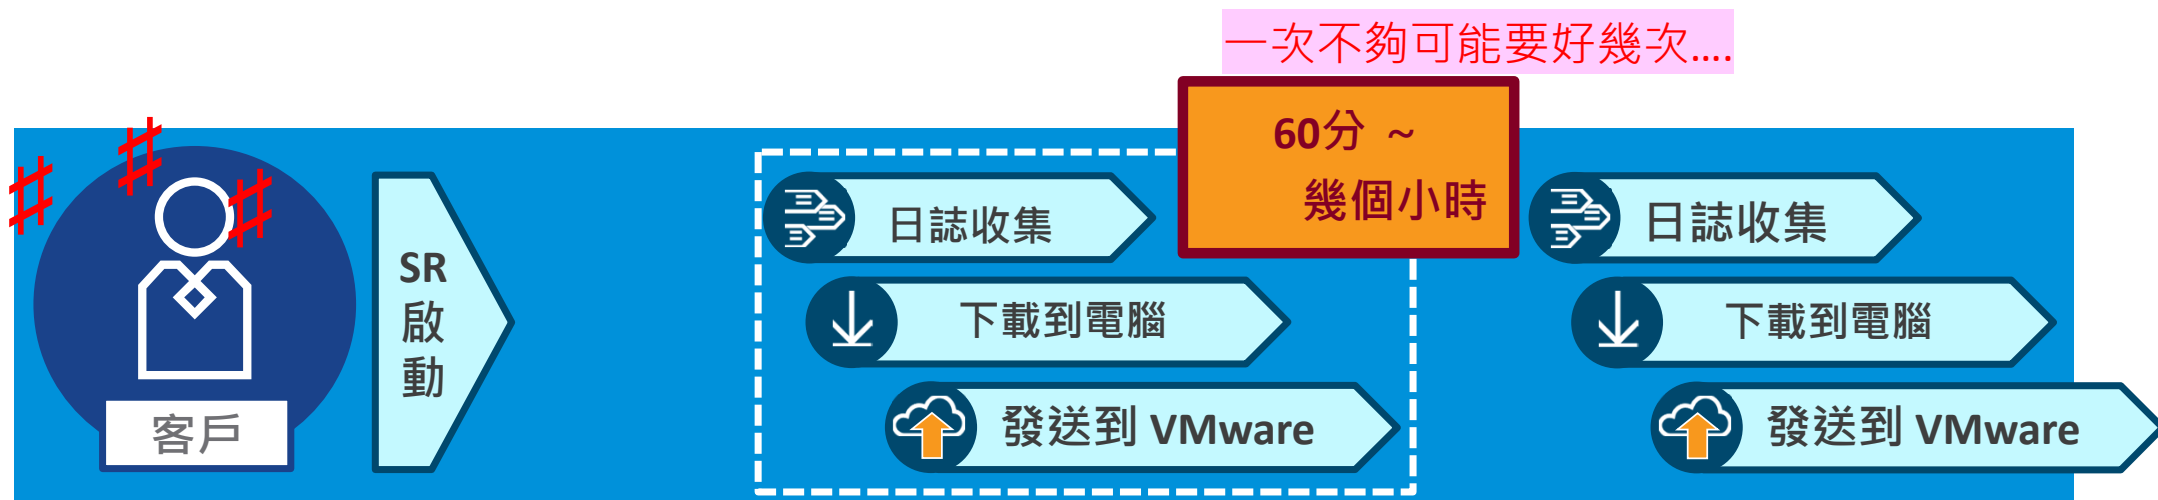 一次不夠可能要好幾次....
60分 ~
幾個小時
客戶
SR
啟
動
日誌收集
下載到電腦
發送到 VMware
日誌收集
下載到電腦
發送到 VMware